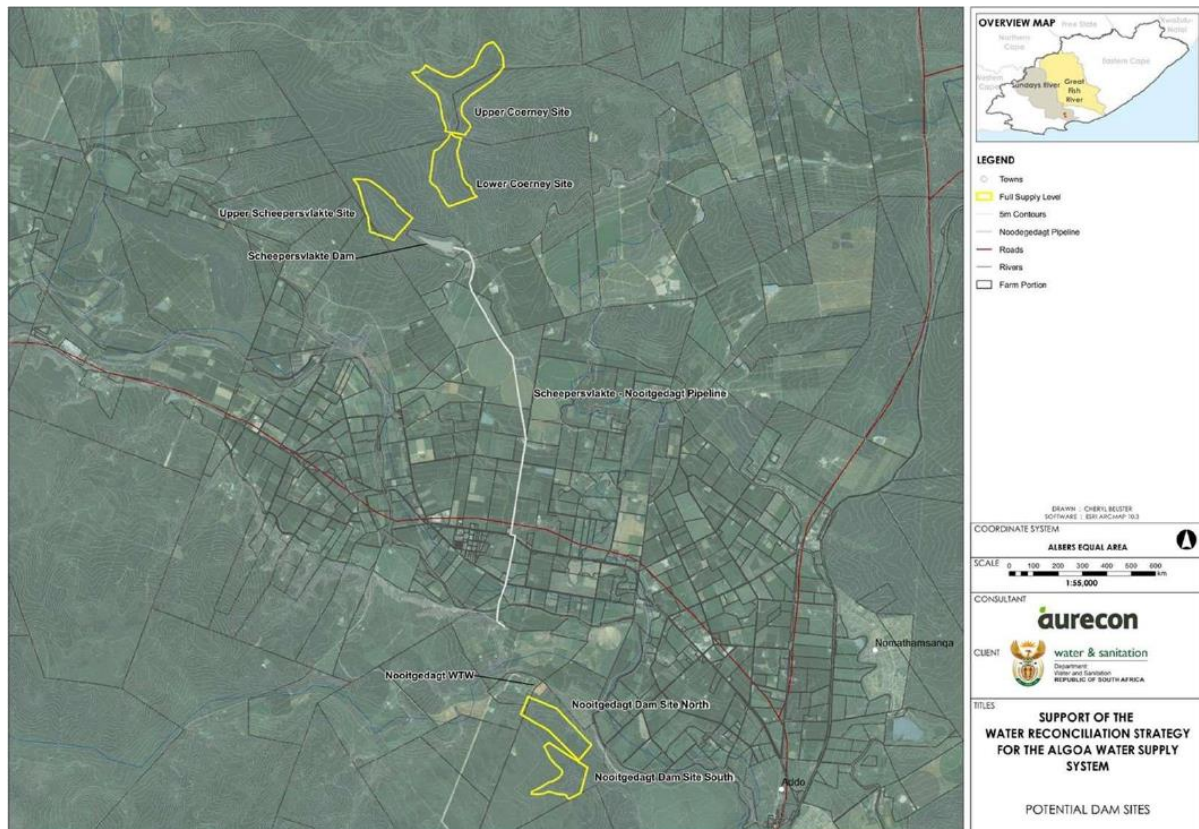 Upper Coerney Site
Lower Coerney Site
Upper Scheepersvlakte Site
Scheepersvlakte Dam
Scheepersvlakte - Nooitgedagt Pipeline
Nomathamsanga
Nooitgedagt WTW
Nooitgedagt Dam Site North
Nooitgedagt Dam Site South
Addo
OVERVIEW MAP
Free State
KwaZulu-
Natal
Northern
Cape
Eastern Cape
Western
Cape
Sundays River
Great
Fish
River
LEGEND
Towns
Full Supply Level
5m Contours
Noodegedagt Pipeline
Roads
Rivers
Farm Portion
DRAWN : CHERYL BEUSTER
SOFTWARE : ESRI ARCMAP 10.3
COORDINATE SYSTEM
ALBERS EQUAL AREA
SCALE
0 100 200 300 400 500 600
km
1:55,000
CONSULTANT
aurecon
CLIENT
water & sanitation
Department:
Water and Sanitation
REPUBLIC OF SOUTH AFRICA
TITLES
SUPPORT OF THE
WATER RECONCILIATION STRATEGY
FOR THE ALGOA WATER SUPPLY
SYSTEM
POTENTIAL DAM SITES